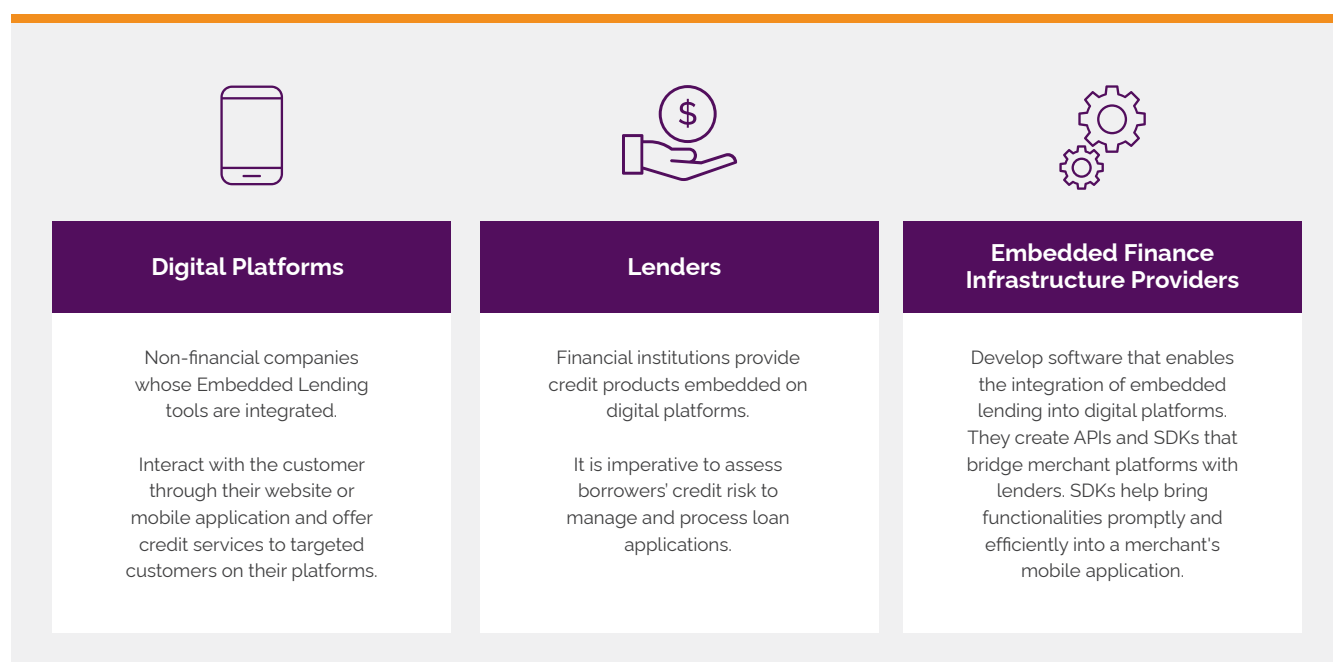 $
Digital Platforms
Non-financial companies
whose Embedded Lending
tools are integrated.
Interact with the customer
through their website or
mobile application and offer
credit services to targeted
customers on their platforms.
Lenders
Financial institutions provide
credit products embedded on
digital platforms.
It is imperative to assess
borrowers’ credit risk to
manage and process loan
applications.
Embedded Finance
Infrastructure Providers
Develop software that enables
the integration of embedded
lending into digital platforms.
They create APIs and SDKs that
bridge merchant platforms with
lenders. SDKs help bring
functionalities promptly and
efficiently into a merchant's
mobile application.